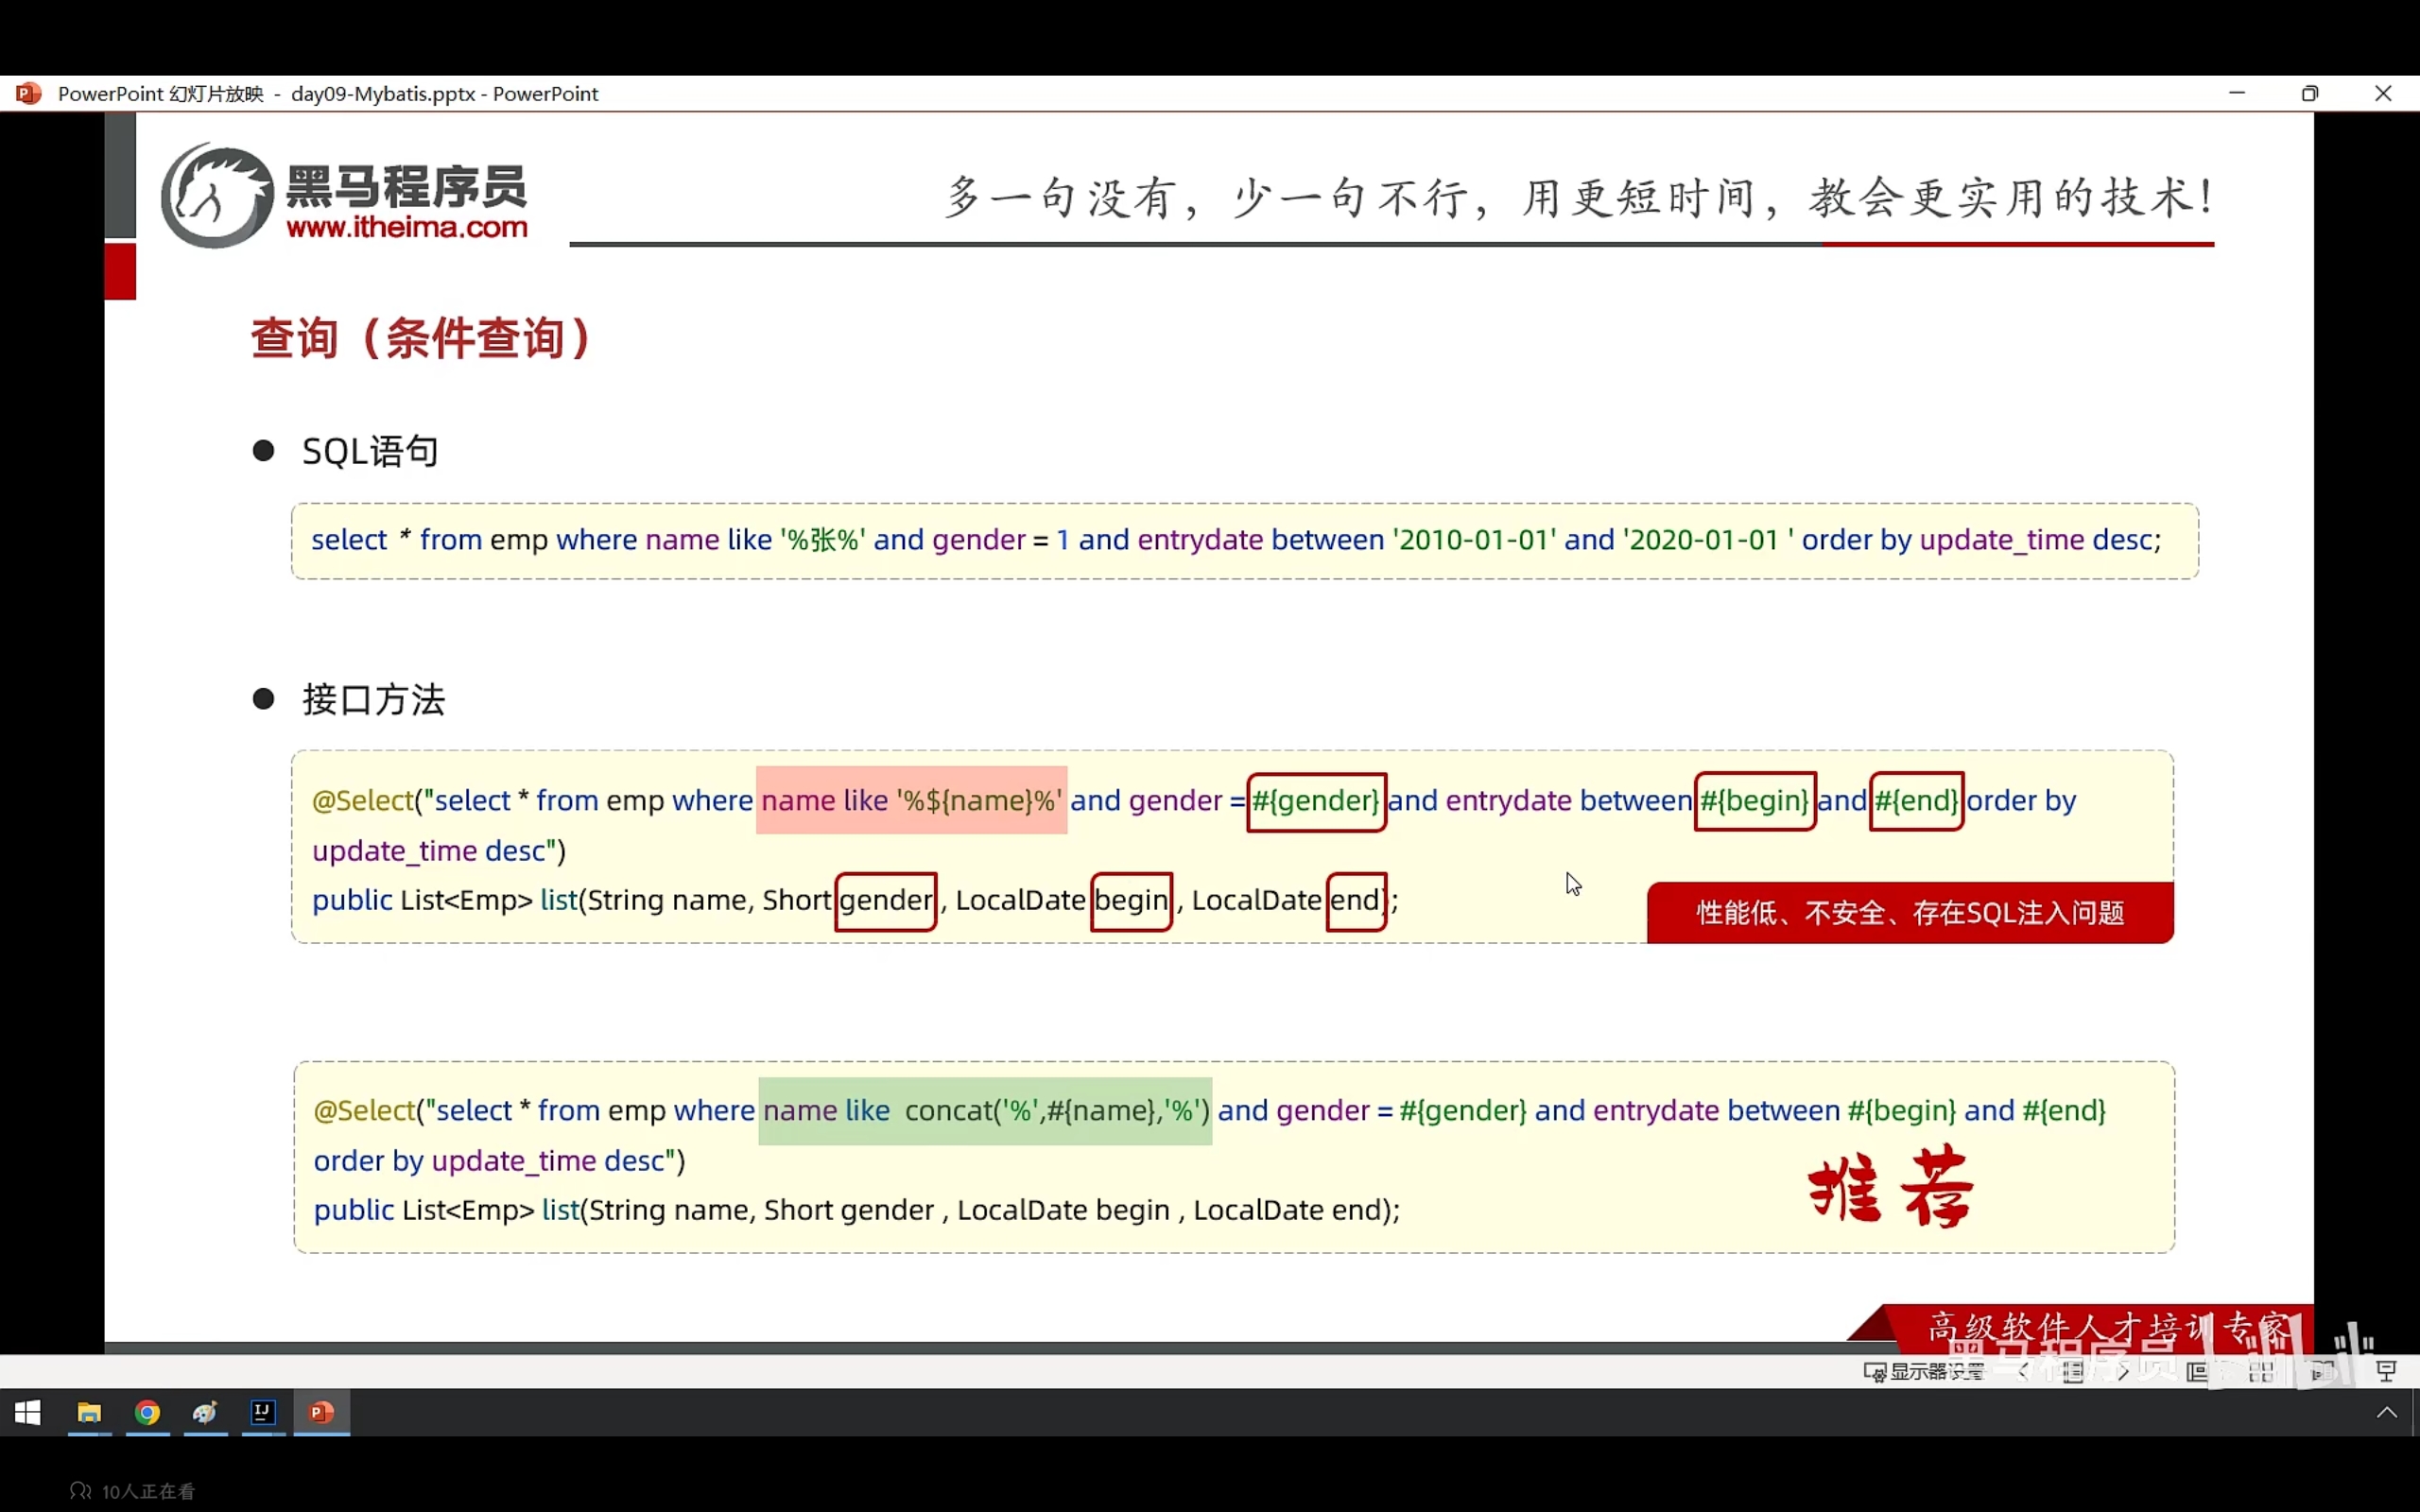 PowerPoint 幻灯片放映 - day09-Mybatis.pptx - PowerPoint
黑马程序员
www.itheima.com
多一句没有，少一句不行，用更短时间，教会更实用的技术！
查询（条件查询）
SQL语句
select * from emp where name like '%张%' and gender = 1 and entrydate between '2010-01-01' and '2020-01-01 ' order by update_time desc;
接口方法
@Select("select * from emp where name like '%${name}%' and gender = #{gender} and entrydate between #{begin} and #{end} order by
update_time desc")
public List<Emp> list(String name, Short gender , LocalDate begin , LocalDate end);
性能低、不安全、存在SQL注入问题
@Select("select * from emp where name like concat('%',#{name},'%') and gender = #{gender} and entrydate between #{begin} and #{end}
order by update_time desc")
public List<Emp> list(String name, Short gender , LocalDate begin , LocalDate end);
推荐
高级软件人才培训专家
黑马程序员
显示器设置
10人正在看